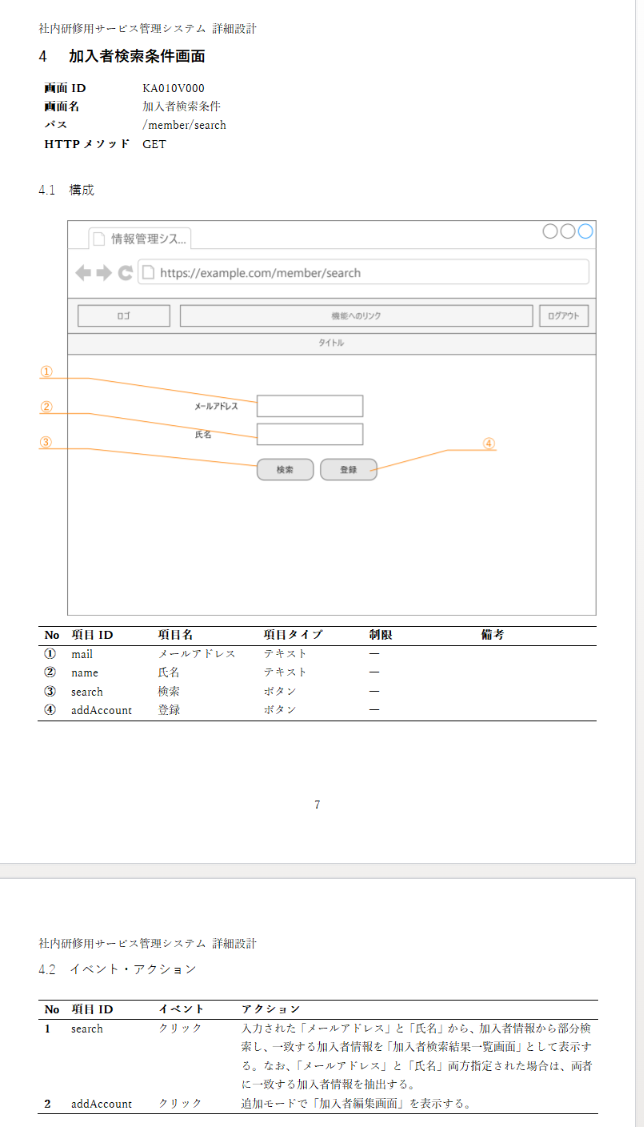 社内研修用サービス管理システム 詳細設計
4 加入者検索条件画面
画面 ID KA010V000
画面名 加入者検索条件
パス /member/search
HTTP メソッド GET
4.1 構成
情報管理シス...
https://example.com/member/search
ロゴ 機能へのリンク ログアウト
タイトル
①
メールアドレス
②
氏名
③ ④
検索 登録
No 項目 ID 項目名 項目タイプ 制限 備考
① mail メールアドレス テキスト ー
② name 氏名 テキスト ー
③ search 検索 ボタン ー
④ addAccount 登録 ボタン ー
7
社内研修用サービス管理システム 詳細設計
4.2 イベント・アクション
No 項目 ID イベント アクション
1 search クリック 入力された「メールアドレス」と「氏名」から、加入者情報から部分検
索し、一致する加入者情報を「加入者検索結果一覧画面」として表示す
る。なお、「メールアドレス」と「氏名」両方指定された場合は、両者
に一致する加入者情報を抽出する。
2 addAccount クリック 追加モードで「加入者編集画面」を表示する。